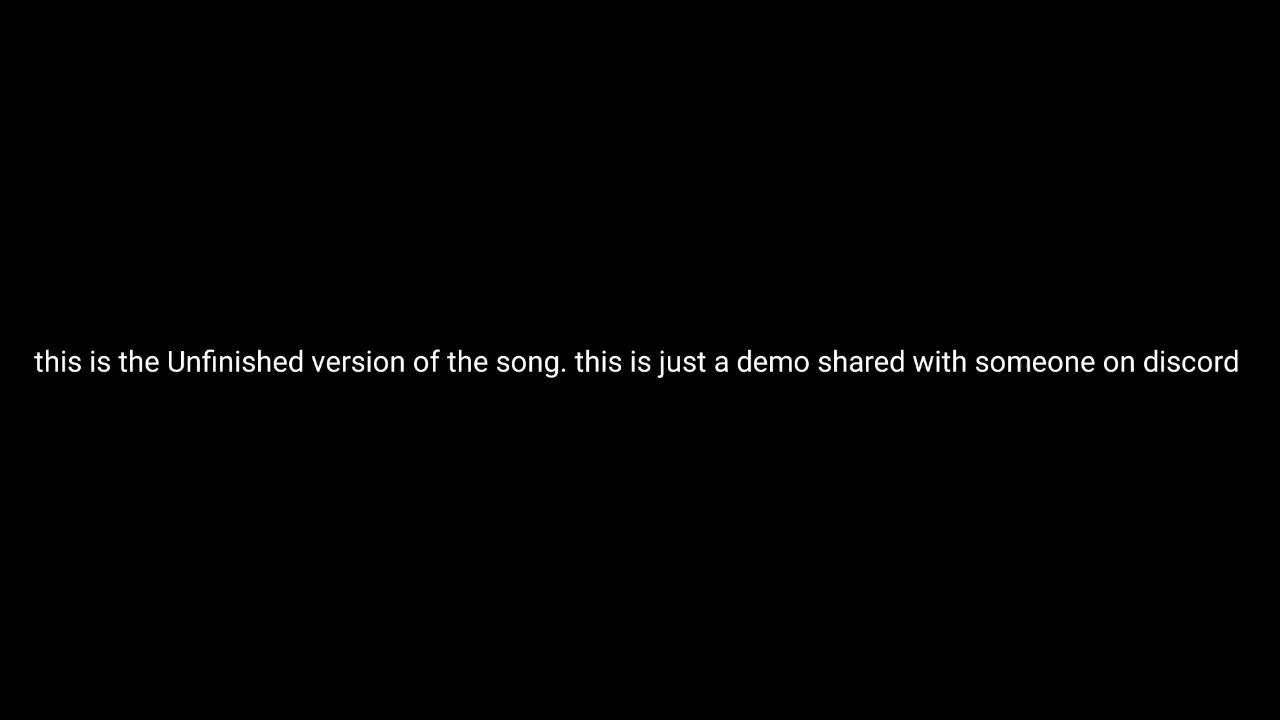 this is the Unfinished version of the song. this is just a demo shared with someone on discord